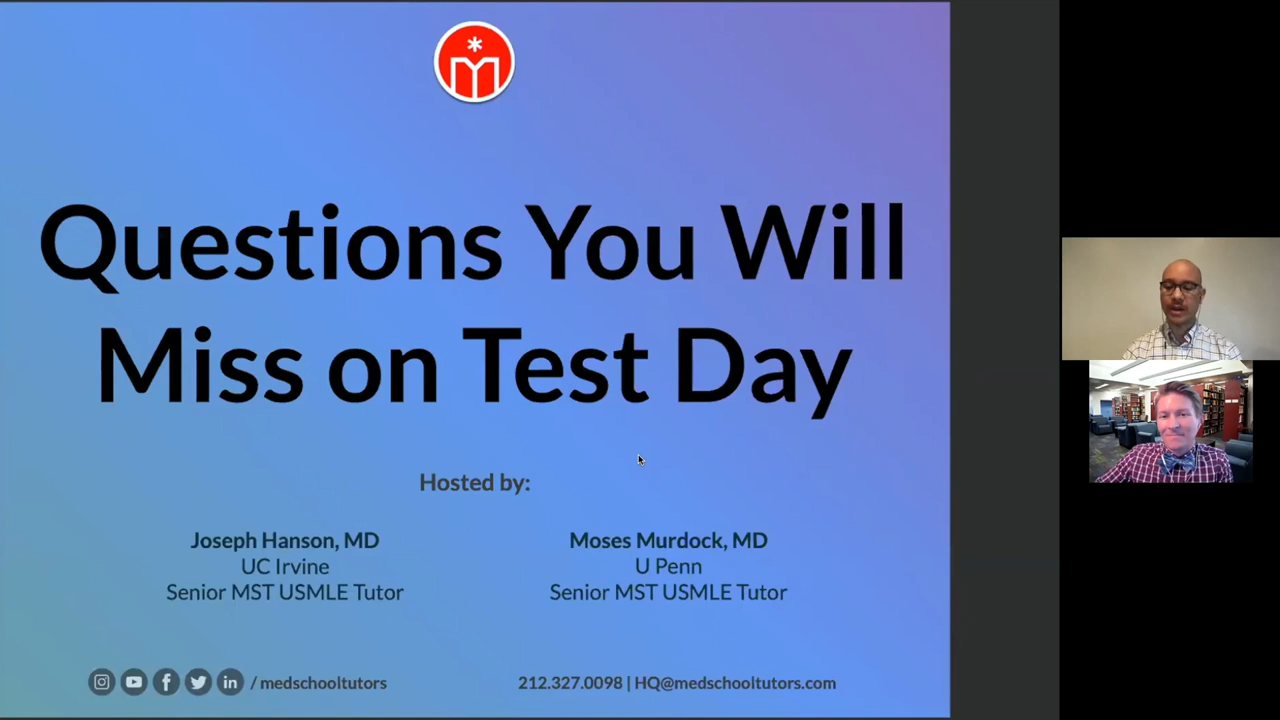 Questions You Will
Miss on Test Day
Hosted by:
Joseph Hanson, MD
UC Irvine
Senior MST USMLE Tutor
Moses Murdock, MD
U Penn
Senior MST USMLE Tutor
/ medschooltutors
212.327.0098 | HQ@medschooltutors.com